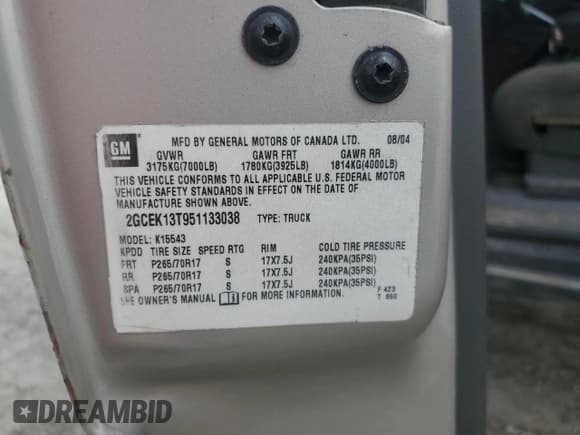 GM
MFD BY GENERAL MOTORS OF CANADA LTD. 08/04
GVWR GAWR FRT GAWR RR
3175KG(7000LB) 1780KG(3925LB) 1814KG(4000LB)
THIS VEHICLE CONFORMS TO ALL APPLICABLE U.S. FEDERAL MOTOR
VEHICLE SAFETY STANDARDS IN EFFECT ON THE DATE OF
MANUFACTURE SHOWN ABOVE.
2GCEK13T951133038 TYPE: TRUCK
MODEL: K15543
KPDD TIRE SIZE SPEED RTG RIM COLD TIRE PRESSURE
FRT P265/70R17 S 17X7.5J 240KPA(35PSI)
RR P265/70R17 S 17X7.5J 240KPA(35PSI)
SPA P265/70R17 S 17X7.5J 240KPA(35PSI)
SEE OWNER'S MANUAL FOR MORE INFORMATION.
F 423
T 060
DREAMBID